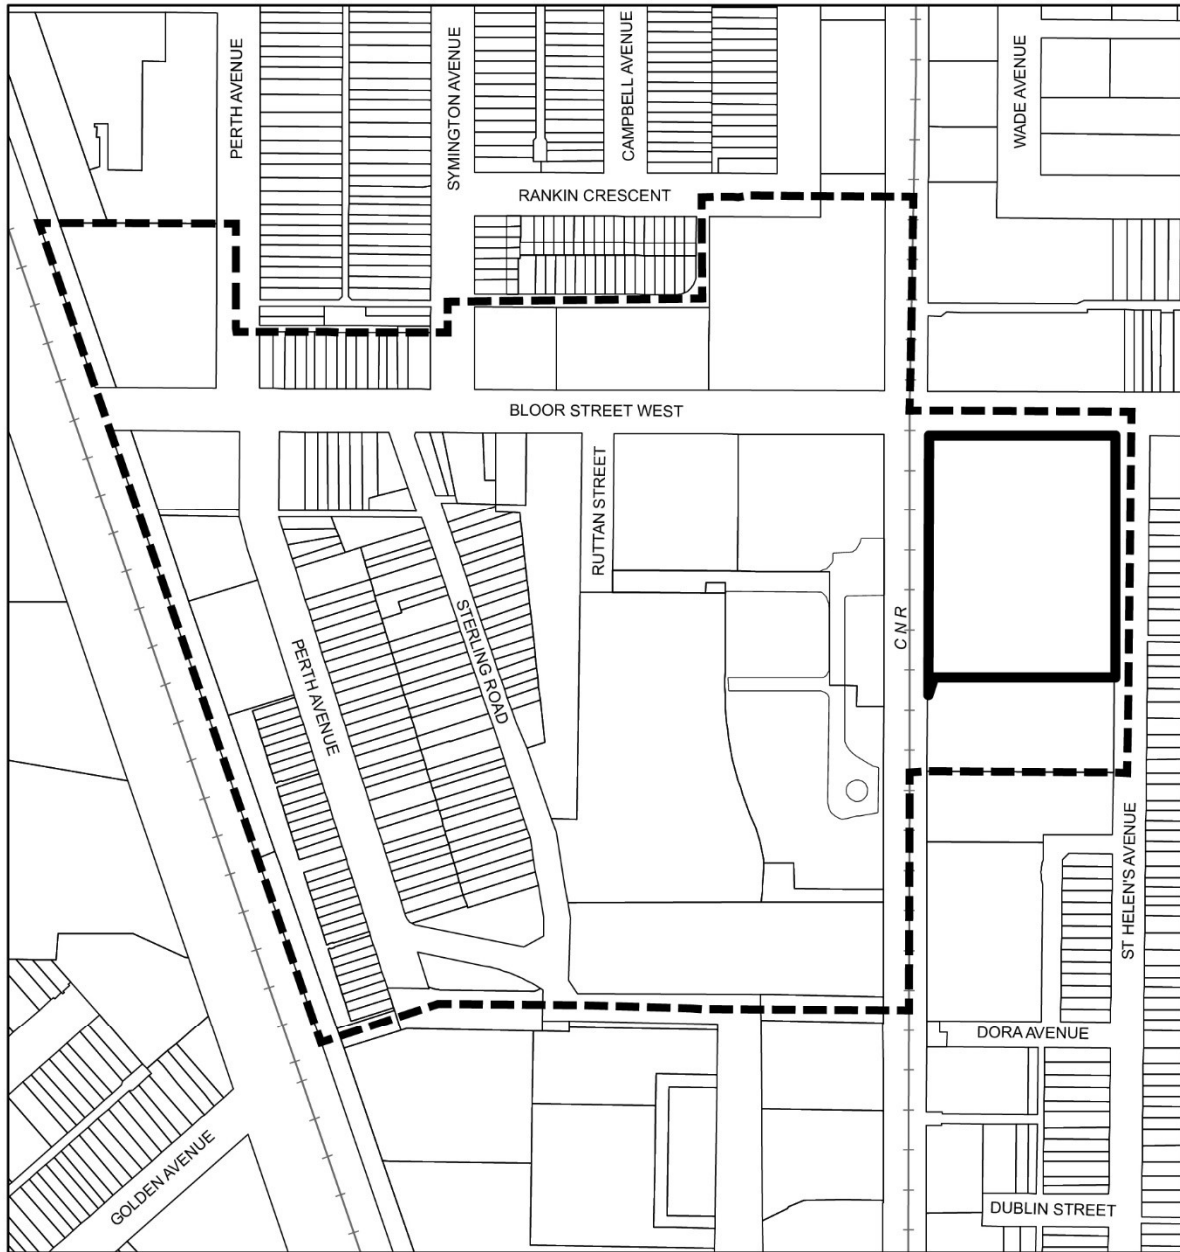 PERTH AVENUE
SYMINGTON AVENUE
CAMPBELL AVENUE
WADE AVENUE
RANKIN CRESCENT
BLOOR STREET WEST
RUTTAN STREET
STERLING ROAD
PERTH AVENUE
C N R
ST HELEN'S AVENUE
DORA AVENUE
GOLDEN AVENUE
DUBLIN STREET